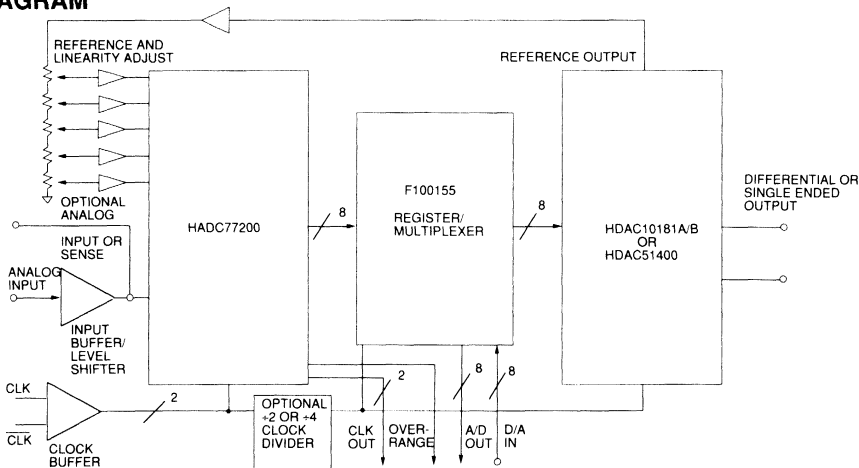 AGRAM
REFERENCE AND
LINEARITY ADJUST
REFERENCE OUTPUT
OPTIONAL
ANALOG
INPUT OR
SENSE
ANALOG
INPUT
INPUT
BUFFER/
LEVEL
SHIFTER
HADC77200
8
F100155
REGISTER/
MULTIPLEXER
8
HDAC10181A/B
OR
HDAC51400
DIFFERENTIAL OR
SINGLE ENDED
OUTPUT
CLK
CLK
CLOCK
BUFFER
2
OPTIONAL
÷2 OR ÷4
CLOCK
DIVIDER
2
8
8
CLK
OUT
OVER-
RANGE
A/D
OUT
D/A
IN